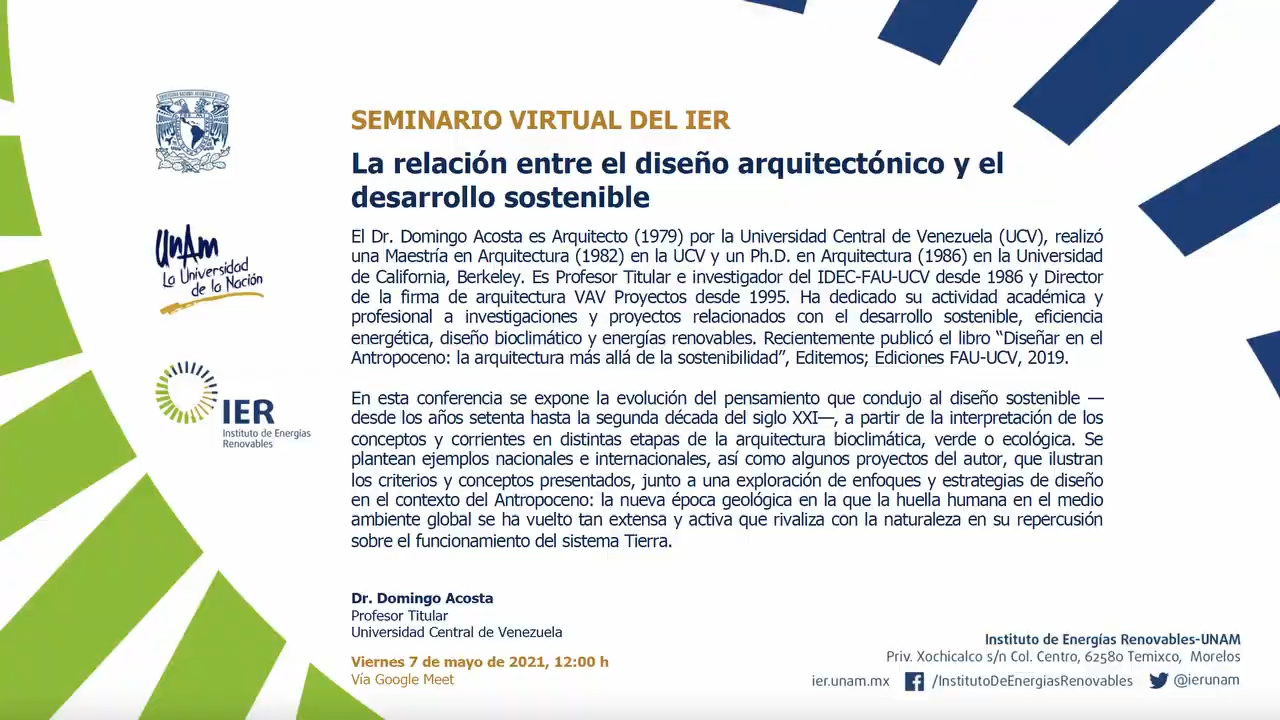 SEMINARIO VIRTUAL DEL IER
La relación entre el diseño arquitectónico y el
desarrollo sostenible
El Dr. Domingo Acosta es Arquitecto (1979) por la Universidad Central de Venezuela (UCV), realizó
una Maestría en Arquitectura (1982) en la UCV y un Ph.D. en Arquitectura (1986) en la Universidad
de California, Berkeley. Es Profesor Titular e investigador del IDEC-FAU-UCV desde 1986 y Director
de la firma de arquitectura VAV Proyectos desde 1995. Ha dedicado su actividad académica y
profesional a investigaciones y proyectos relacionados con el desarrollo sostenible, eficiencia
energética, diseño bioclimático y energías renovables. Recientemente publicó el libro “Diseñar en el
Antropoceno: la arquitectura más allá de la sostenibilidad”, Editemos; Ediciones FAU-UCV, 2019.
En esta conferencia se expone la evolución del pensamiento que condujo al diseño sostenible —
desde los años setenta hasta la segunda década del siglo XXI—, a partir de la interpretación de los
conceptos y corrientes en distintas etapas de la arquitectura bioclimática, verde o ecológica. Se
plantean ejemplos nacionales e internacionales, así como algunos proyectos del autor, que ilustran
los criterios y conceptos presentados, junto a una exploración de enfoques y estrategias de diseño
en el contexto del Antropoceno: la nueva época geológica en la que la huella humana en el medio
ambiente global se ha vuelto tan extensa y activa que rivaliza con la naturaleza en su repercusión
sobre el funcionamiento del sistema Tierra.
Dr. Domingo Acosta
Profesor Titular
Universidad Central de Venezuela
Viernes 7 de mayo de 2021, 12:00 h
Vía Google Meet
UnAm
La Universidad
de la Nación
IER
Instituto de Energías
Renovables
Instituto de Energías Renovables-UNAM
Priv. Xochicalco s/n Col. Centro, 62580 Temixco, Morelos
ier.unam.mx /InstitutoDeEnergiasRenovables @ierunam